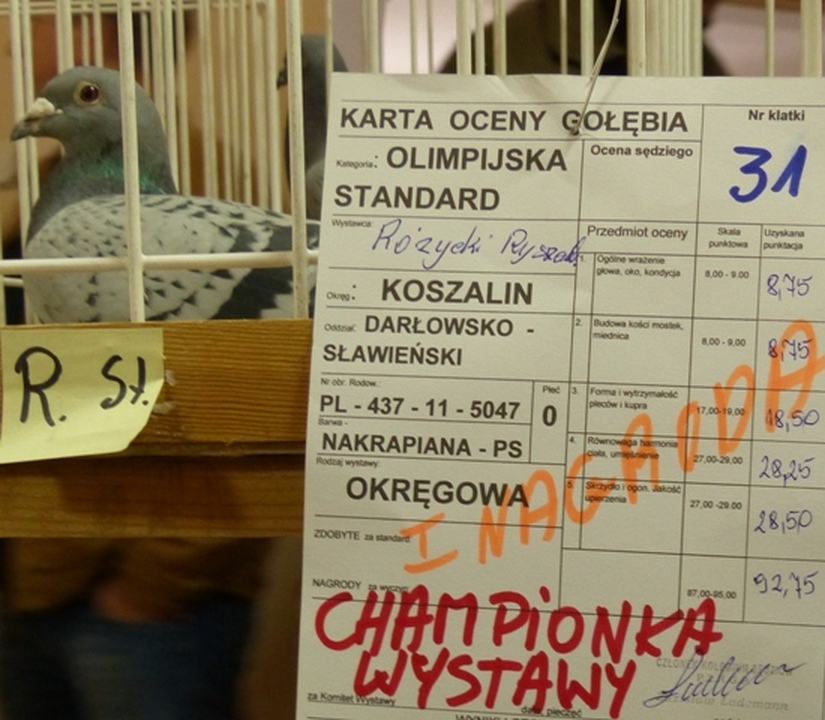 KARTA OCENY GOŁĘBIA
Nr klatki
31
Kategoria: OLIMPIJSKA
STANDARD
Ocena sędziego
Wystawca: Różycki Ryszard
Przedmiot oceny
Skala punktowa
Uzyskana punktacja
1. Ogólne wrażenie
głowa, oko, kondycja
8,00 - 9.00
8,75
Okręg: KOSZALIN
Oddział: DARŁOWSKO -
SŁAWIEŃSKI
2. Budowa kości mostek,
miednica
8,00 - 9,00
8,75
R. St.
Nr obr. Rodow.:
PL - 437 - 11 - 5047
Płeć
0
3. Forma i wytrzymałość
pleców i kupra
17,00-19,00
18,50
Barwa -
NAKRAPIANA - PS
4. Równowaga harmonia
ciała, umięśnienie
27,00-29,00
28,25
Rodzaj wystawy:
OKRĘGOWA
5. Skrzydło i ogon. Jakość
upierzenia
27,00 -29.00
28,50
I NAGRODA
ZDOBYTE za standard:
NAGRODY za wyczyn:
87,00-95,00
92,75
CHAMPIONKA
WYSTAWY
za Komitet Wystawy
data, pieczęć